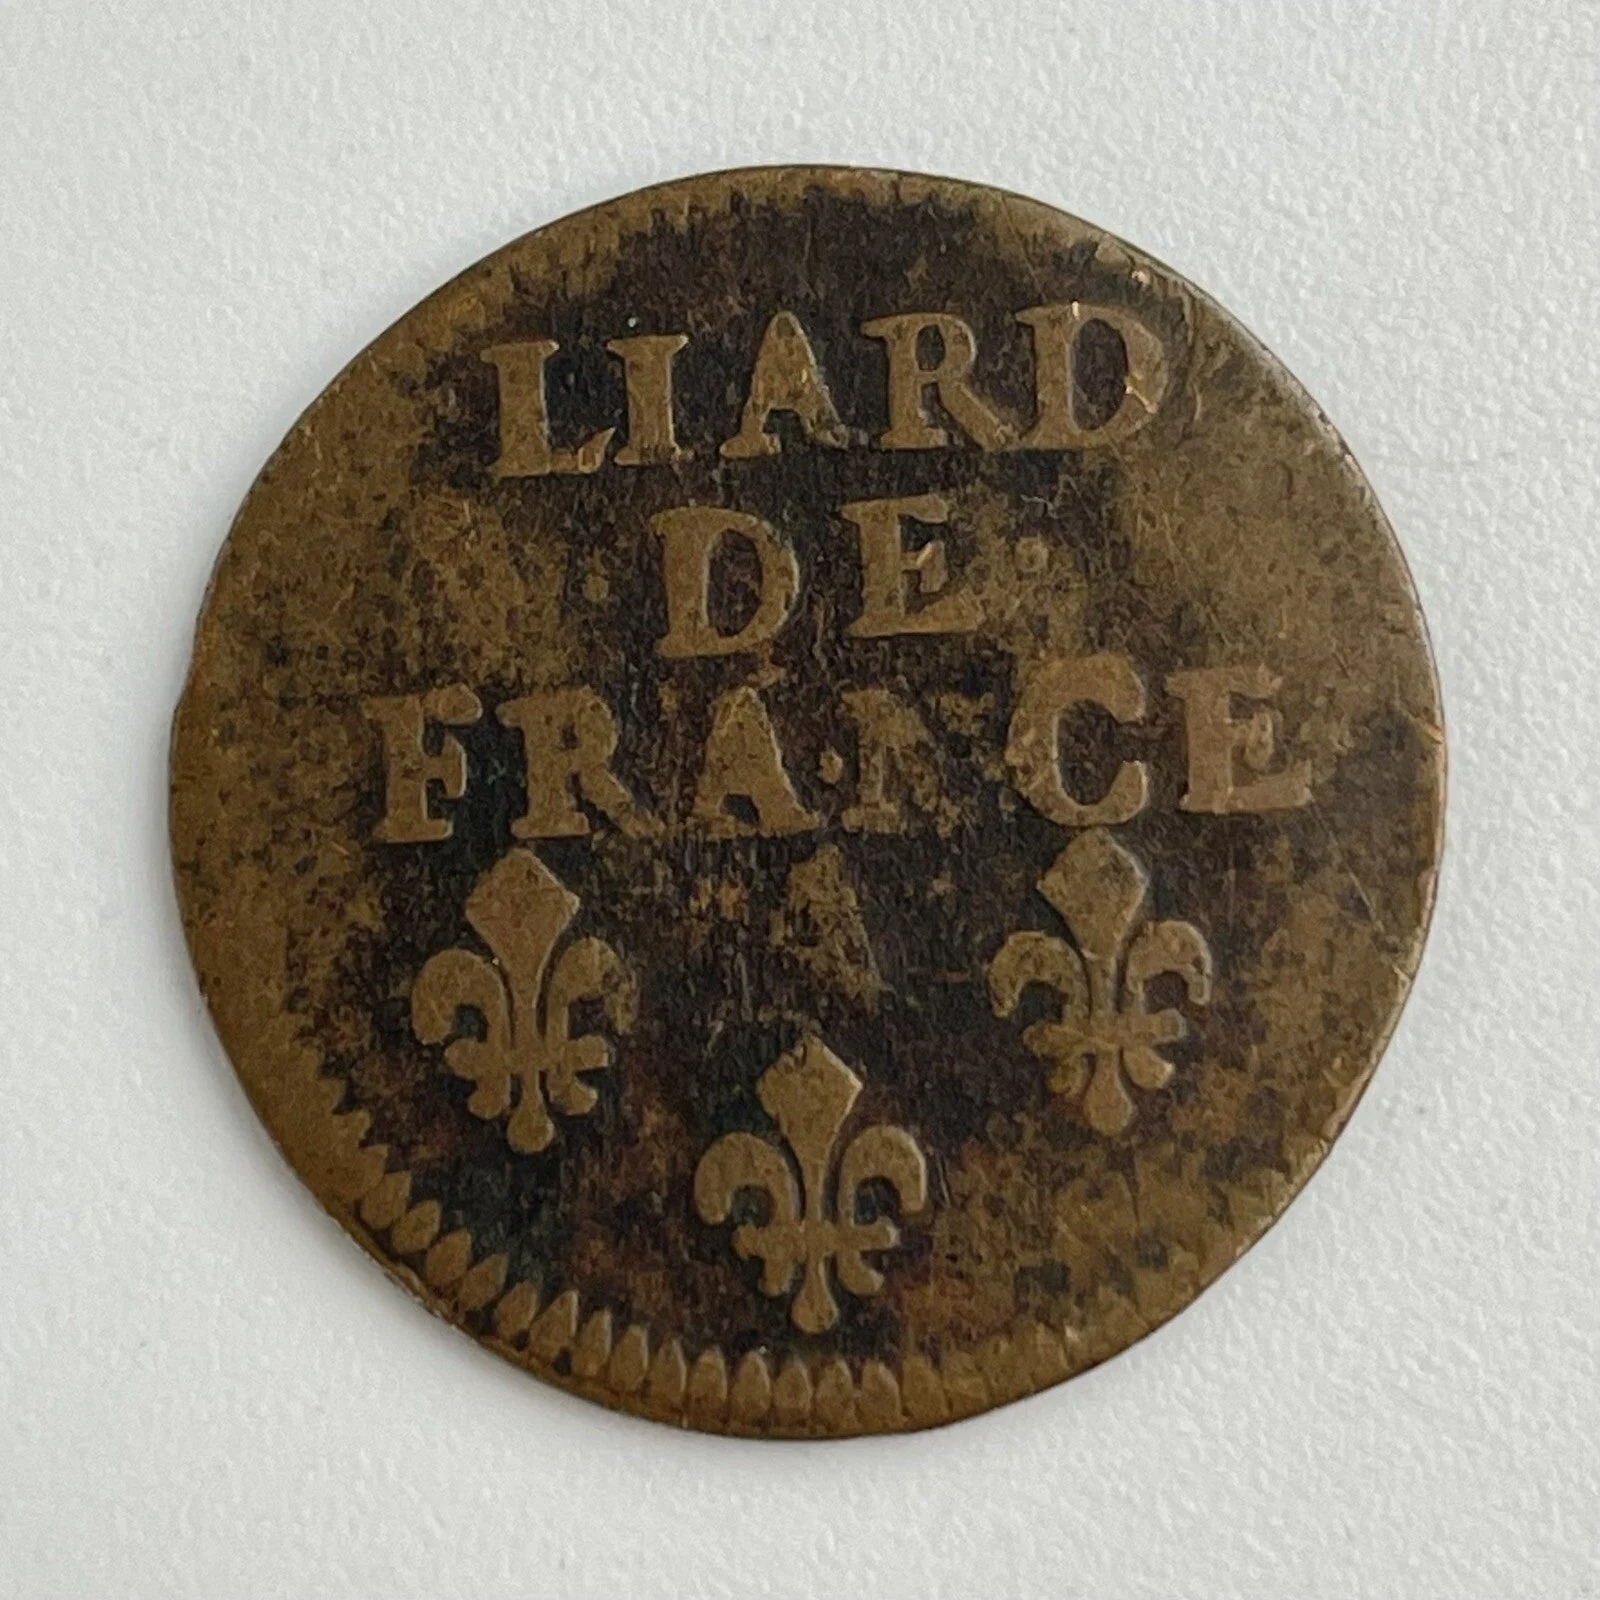 LIARD
· DE ·
FRANCE